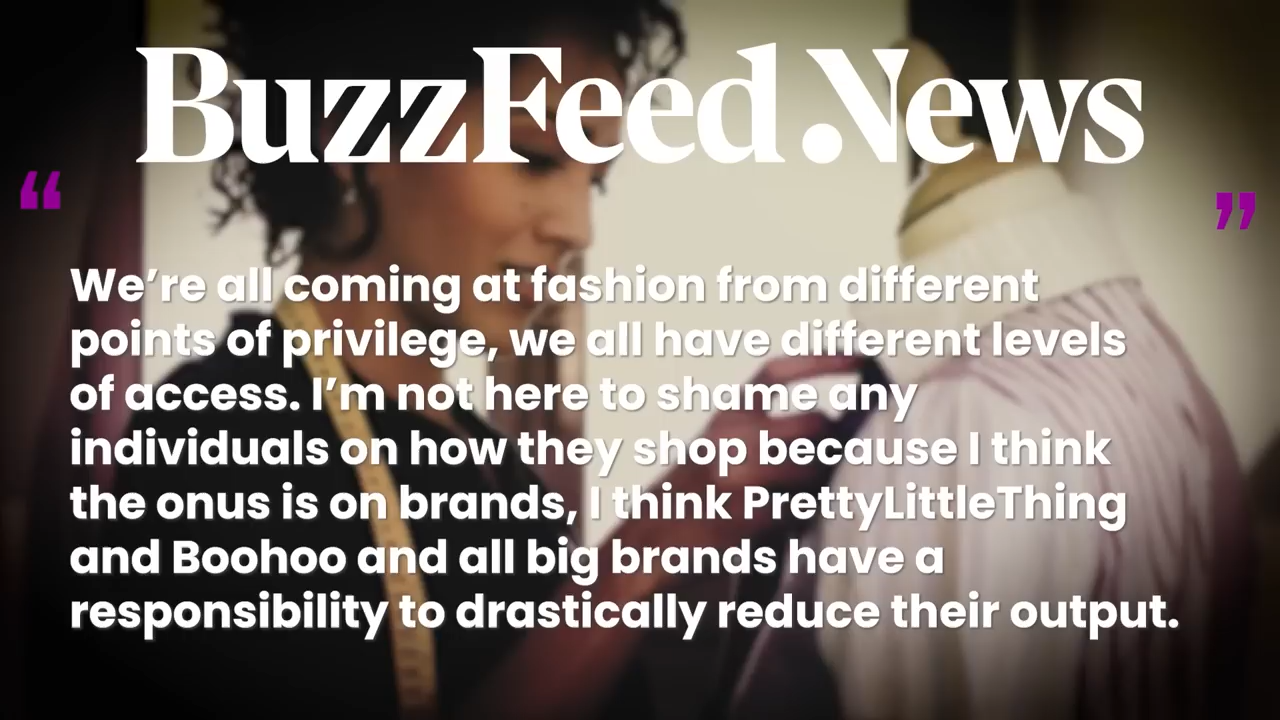 BuzzFeed News
“ ”
We’re all coming at fashion from different
points of privilege, we all have different levels
of access. I’m not here to shame any
individuals on how they shop because I think
the onus is on brands, I think PrettyLittleThing
and Boohoo and all big brands have a
responsibility to drastically reduce their output.